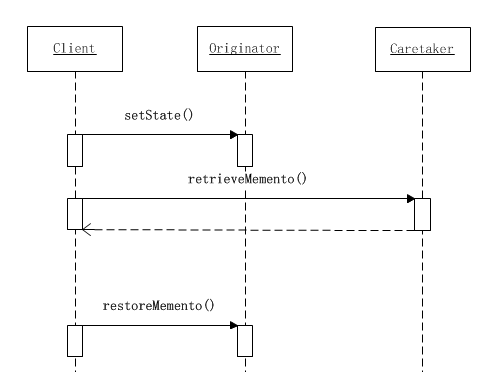 Client
Originator
Caretaker
setState()
retrieveMemento()
restoreMemento()